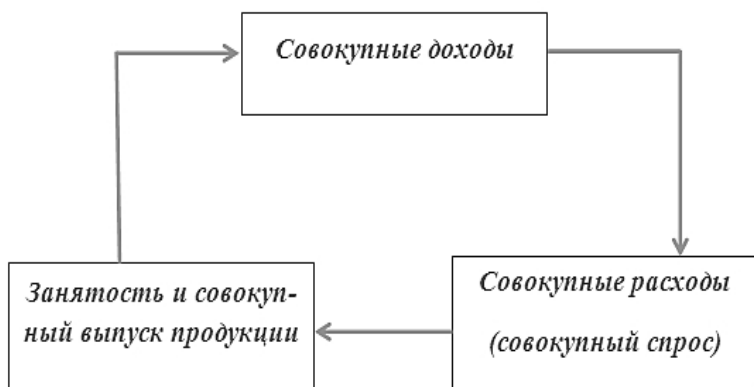 Совокупные доходы
Занятость и совокуп-
ный выпуск продукции
Совокупные расходы
(совокупный спрос)